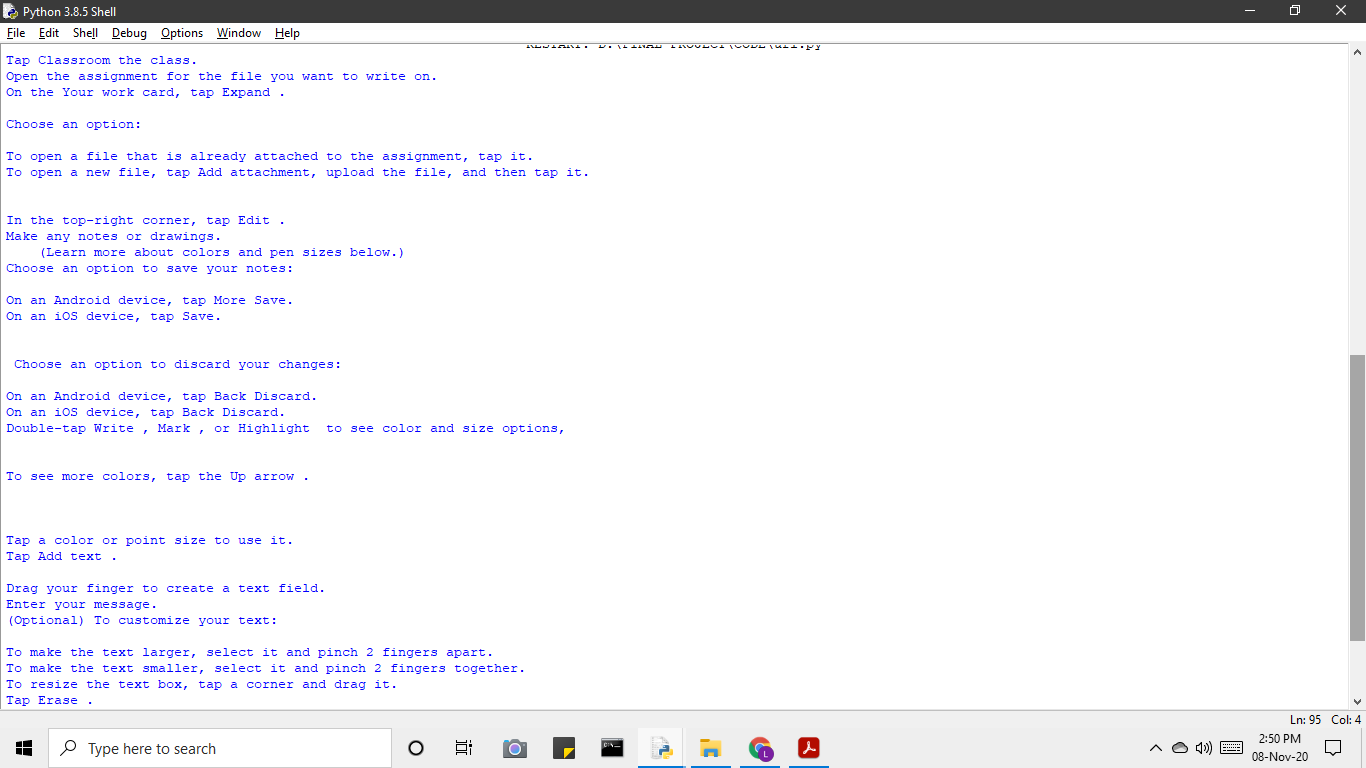 Python 3.8.5 Shell
File Edit Shell Debug Options Window Help
RESTART: D:\FINAL PROJECT\CODE\url.py
Tap Classroom the class.
Open the assignment for the file you want to write on.
On the Your work card, tap Expand .
Choose an option:
To open a file that is already attached to the assignment, tap it.
To open a new file, tap Add attachment, upload the file, and then tap it.
In the top-right corner, tap Edit .
Make any notes or drawings.
(Learn more about colors and pen sizes below.)
Choose an option to save your notes:
On an Android device, tap More Save.
On an iOS device, tap Save.
Choose an option to discard your changes:
On an Android device, tap Back Discard.
On an iOS device, tap Back Discard.
Double-tap Write , Mark , or Highlight  to see color and size options,
To see more colors, tap the Up arrow .
Tap a color or point size to use it.
Tap Add text .
Drag your finger to create a text field.
Enter your message.
(Optional) To customize your text:
To make the text larger, select it and pinch 2 fingers apart.
To make the text smaller, select it and pinch 2 fingers together.
To resize the text box, tap a corner and drag it.
Tap Erase .
Ln: 95 Col: 4
Type here to search
L
2:50 PM
08-Nov-20